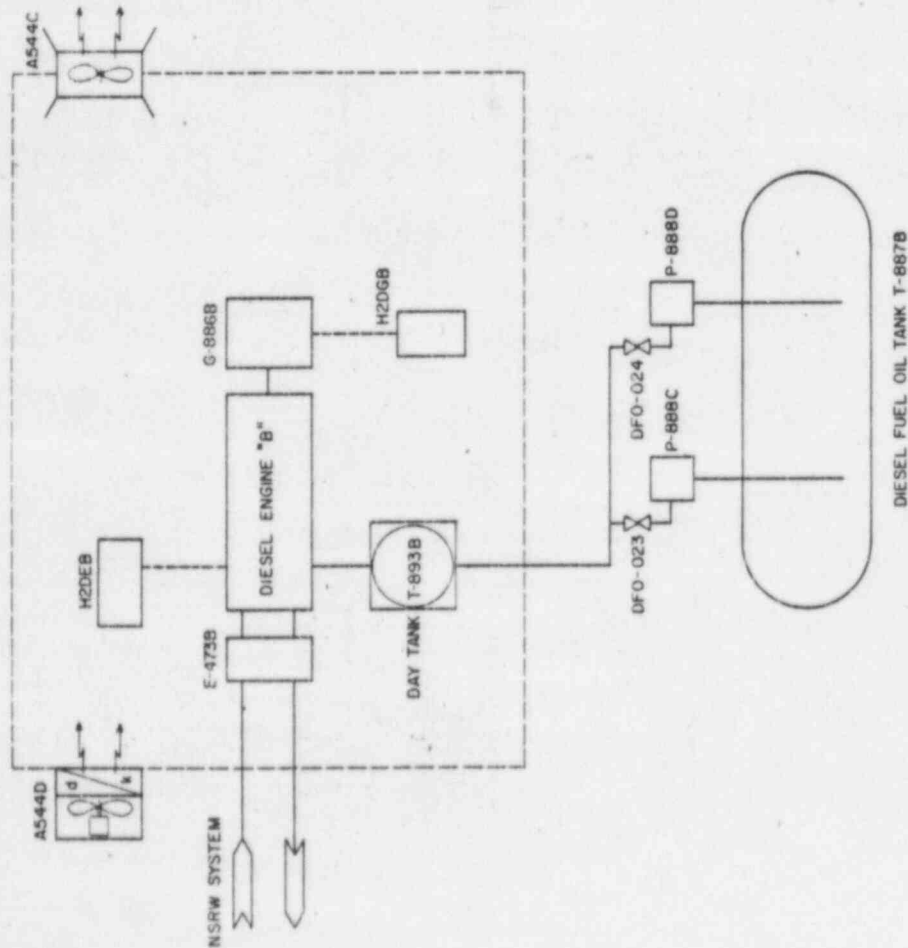 A544C
A544D
d
k
H2DEB
G-886B
H2DGB
DIESEL ENGINE "B"
E-473B
NSRW SYSTEM
DAY TANK T-893B
DFO-024
P-888D
DFO-023
P-888C
DIESEL FUEL OIL TANK T-887B